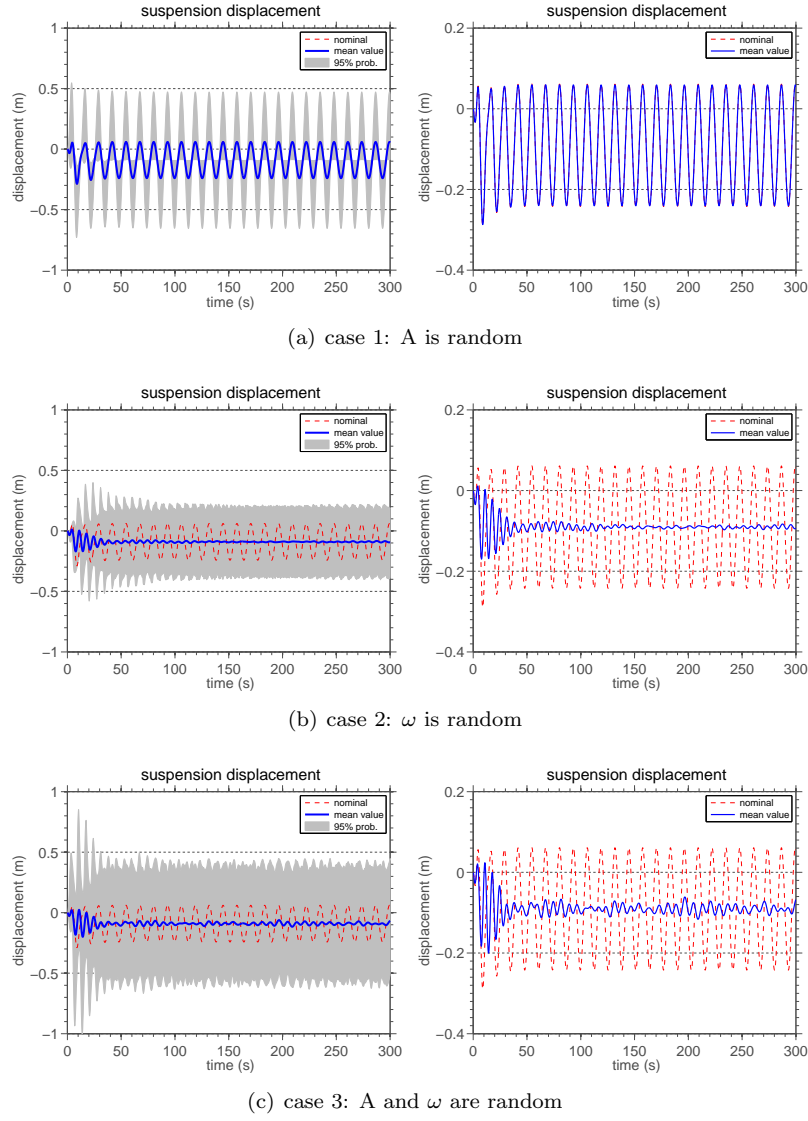 suspension displacement
1
0.5
0
−0.5
−1
displacement (m)
0 50 100 150 200 250 300
time (s)
nominal
mean value
95% prob.
suspension displacement
0.2
0
−0.2
−0.4
displacement (m)
0 50 100 150 200 250 300
time (s)
nominal
mean value
(a) case 1: A is random
suspension displacement
1
0.5
0
−0.5
−1
displacement (m)
0 50 100 150 200 250 300
time (s)
nominal
mean value
95% prob.
suspension displacement
0.2
0
−0.2
−0.4
displacement (m)
0 50 100 150 200 250 300
time (s)
nominal
mean value
(b) case 2: ω is random
suspension displacement
1
0.5
0
−0.5
−1
displacement (m)
0 50 100 150 200 250 300
time (s)
nominal
mean value
95% prob.
suspension displacement
0.2
0
−0.2
−0.4
displacement (m)
0 50 100 150 200 250 300
time (s)
nominal
mean value
(c) case 3: A and ω are random